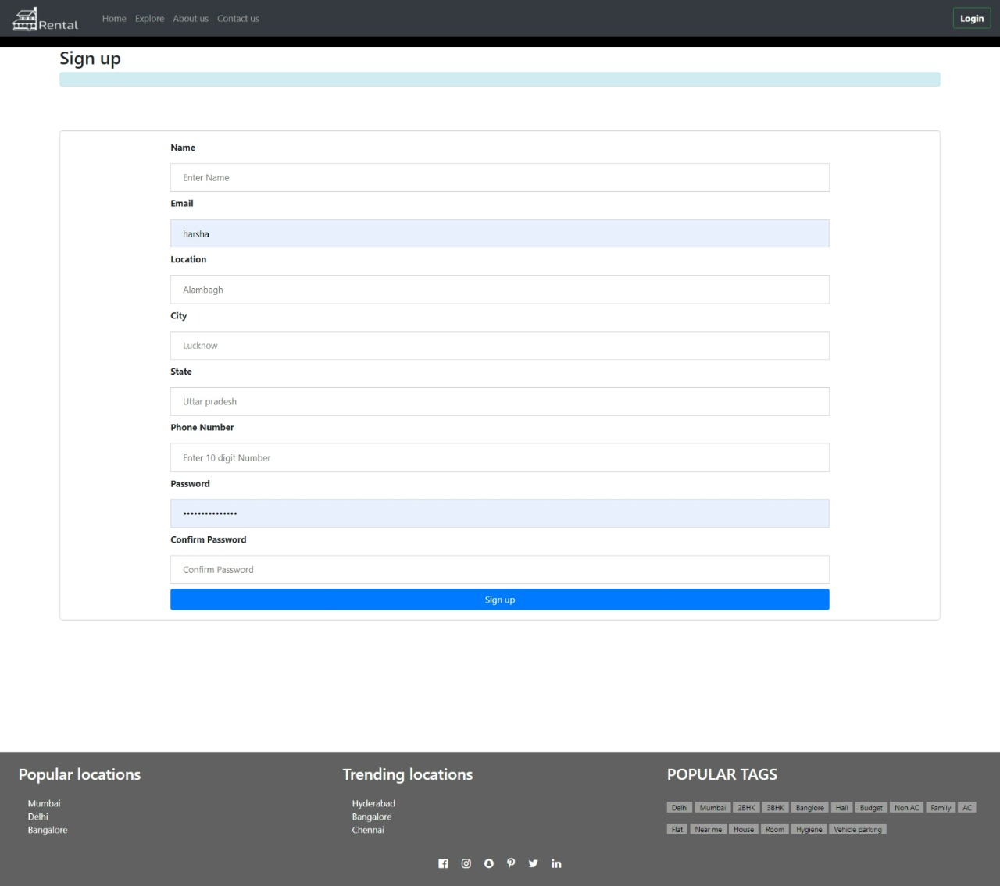 Rental Home Explore About us Contact us Login
Sign up
Name
Enter Name
Email
harsha
Location
Alambagh
City
Lucknow
State
Uttar pradesh
Phone Number
Enter 10 digit Number
Password
•••••••••••••••
Confirm Password
Confirm Password
Sign up
Popular locations
Mumbai
Delhi
Bangalore
Trending locations
Hyderabad
Bangalore
Chennai
POPULAR TAGS
Delhi Mumbai 2BHK 3BHK Banglore Hall Budget Non AC Family AC
Flat Near me House Room Hygiene Vehicle parking